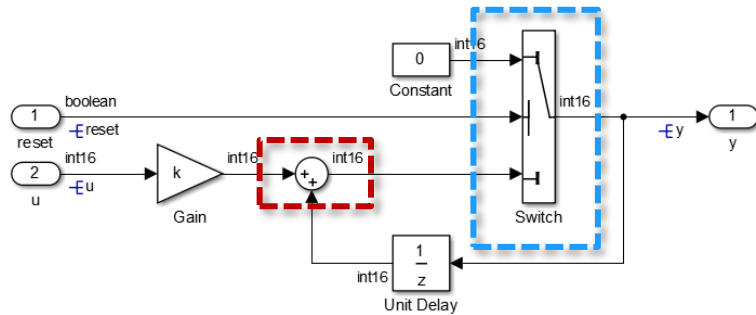 int16
0
Constant
1
boolean
reset
reset
int16
y
1
y
2
int16
u
u
k
Gain
int16
+
+
int16
Switch
int16
1
z
Unit Delay